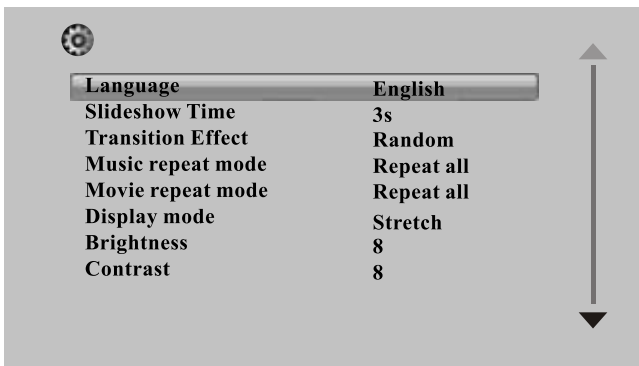 Language English
Slideshow Time 3s
Transition Effect Random
Music repeat mode Repeat all
Movie repeat mode Repeat all
Display mode Stretch
Brightness 8
Contrast 8